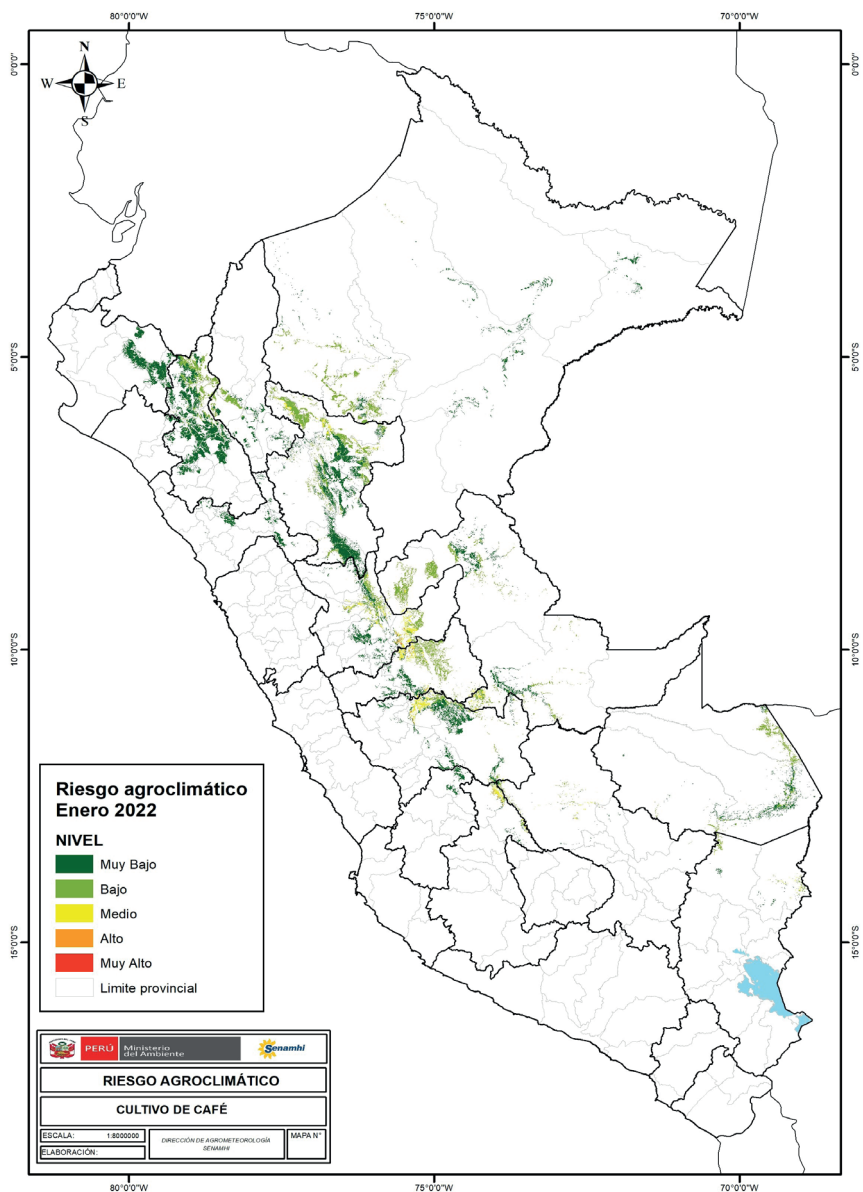 80°0'0"W 75°0'0"W 70°0'0"W
N
W E
S
0°0'0" 0°0'0"
5°0'0"S 5°0'0"S
10°0'0"S 10°0'0"S
15°0'0"S 15°0'0"S
Riesgo agroclimático
Enero 2022
NIVEL
Muy Bajo
Bajo
Medio
Alto
Muy Alto
Limite provincial
PERÚ Ministerio
del Ambiente
Senamhi
RIESGO AGROCLIMÁTICO
CULTIVO DE CAFÉ
ESCALA: 1:8000000
ELABORACIÓN:
DIRECCIÓN DE AGROMETEOROLOGÍA
SENAMHI
MAPA N°
80°0'0"W 75°0'0"W 70°0'0"W